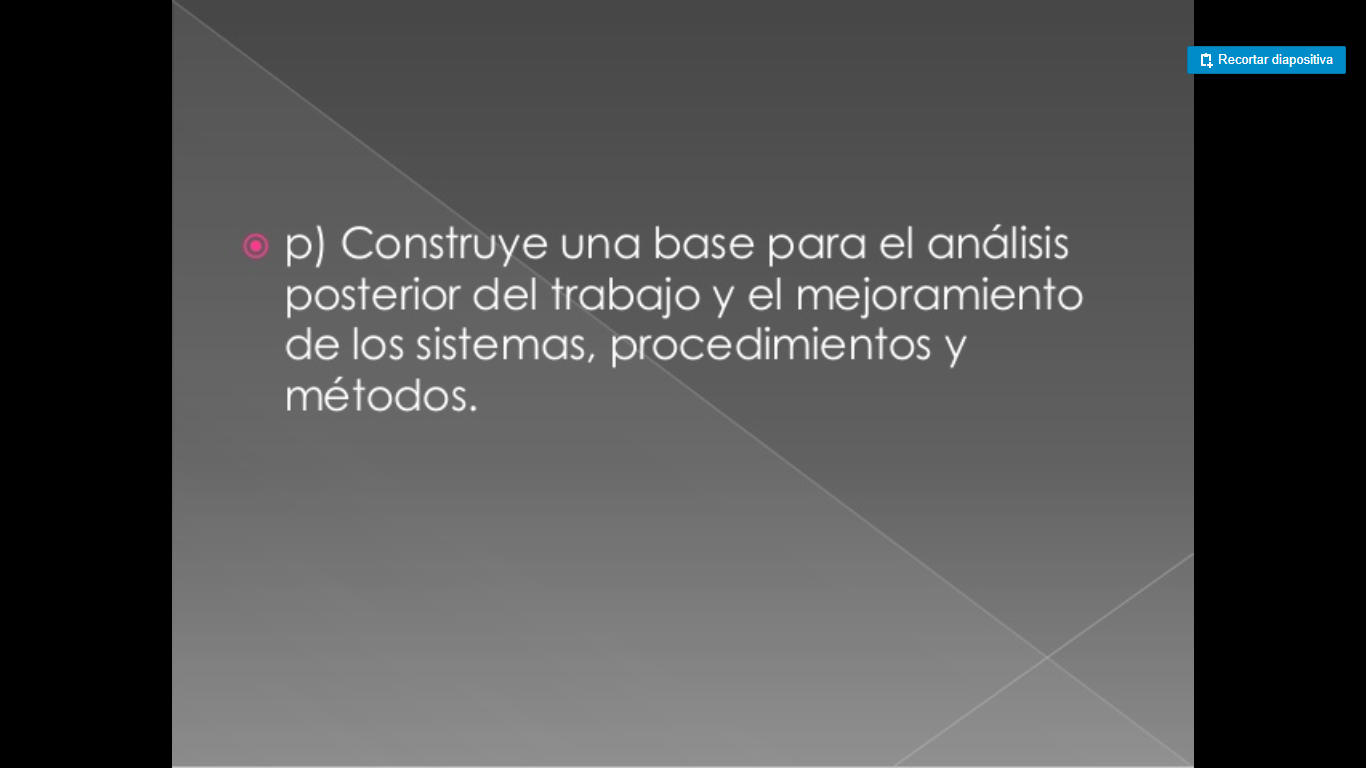 Recortar diapositiva
p) Construye una base para el análisis
posterior del trabajo y el mejoramiento
de los sistemas, procedimientos y
métodos.